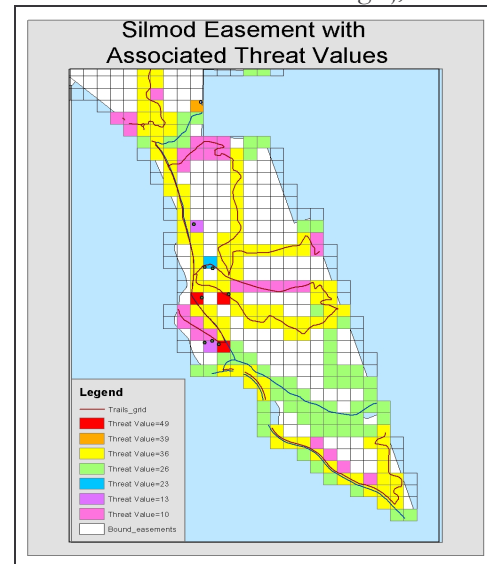 Silmod Easement with
Associated Threat Values
Legend
Trails_grid
Threat Value=49
Threat Value=39
Threat Value=36
Threat Value=26
Threat Value=23
Threat Value=13
Threat Value=10
Bound_easements